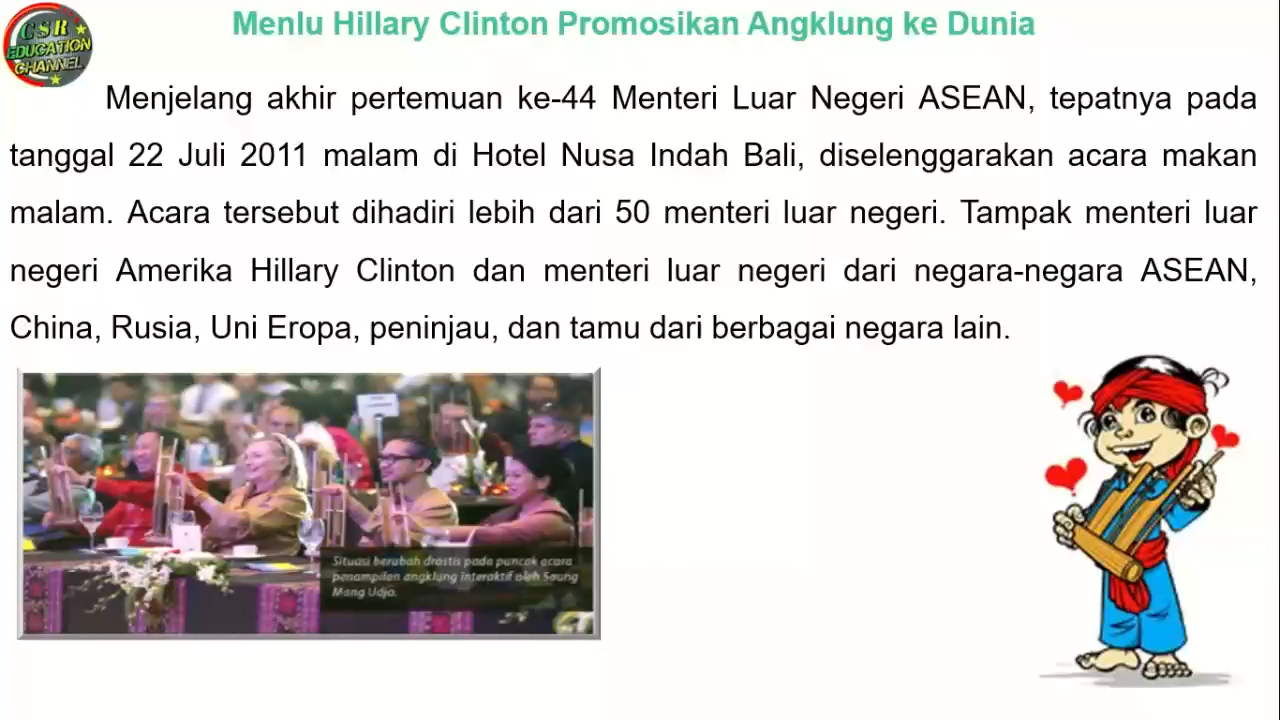 Menlu Hillary Clinton Promosikan Angklung ke Dunia
CSR
EDUCATION
CHANNEL
Menjelang akhir pertemuan ke-44 Menteri Luar Negeri ASEAN, tepatnya pada
tanggal 22 Juli 2011 malam di Hotel Nusa Indah Bali, diselenggarakan acara makan
malam. Acara tersebut dihadiri lebih dari 50 menteri luar negeri. Tampak menteri luar
negeri Amerika Hillary Clinton dan menteri luar negeri dari negara-negara ASEAN,
China, Rusia, Uni Eropa, peninjau, dan tamu dari berbagai negara lain.
Situasi berubah drastis pada puncak acara
penampilan angklung interaktif oleh Saung
Mang Udjo.